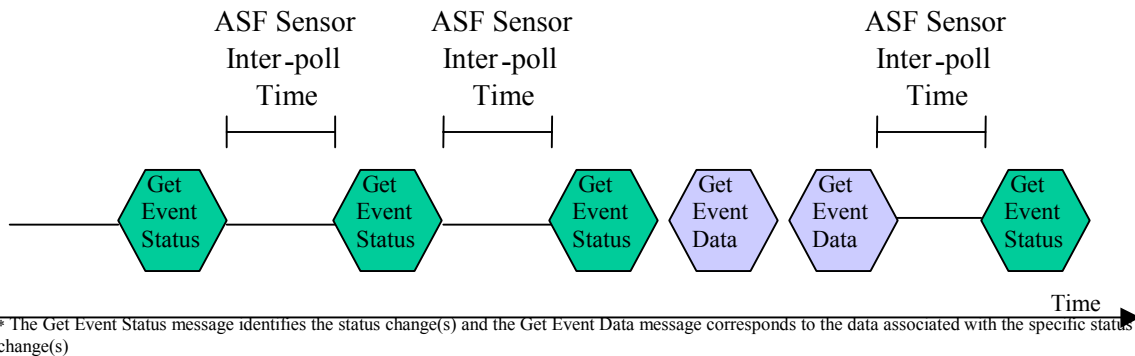 ASF Sensor
Inter-poll
Time
ASF Sensor
Inter-poll
Time
ASF Sensor
Inter-poll
Time
Get
Event
Status
Get
Event
Status
Get
Event
Status
Get
Event
Data
Get
Event
Data
Get
Event
Status
Time
* The Get Event Status message identifies the status change(s) and the Get Event Data message corresponds to the data associated with the specific status
change(s)